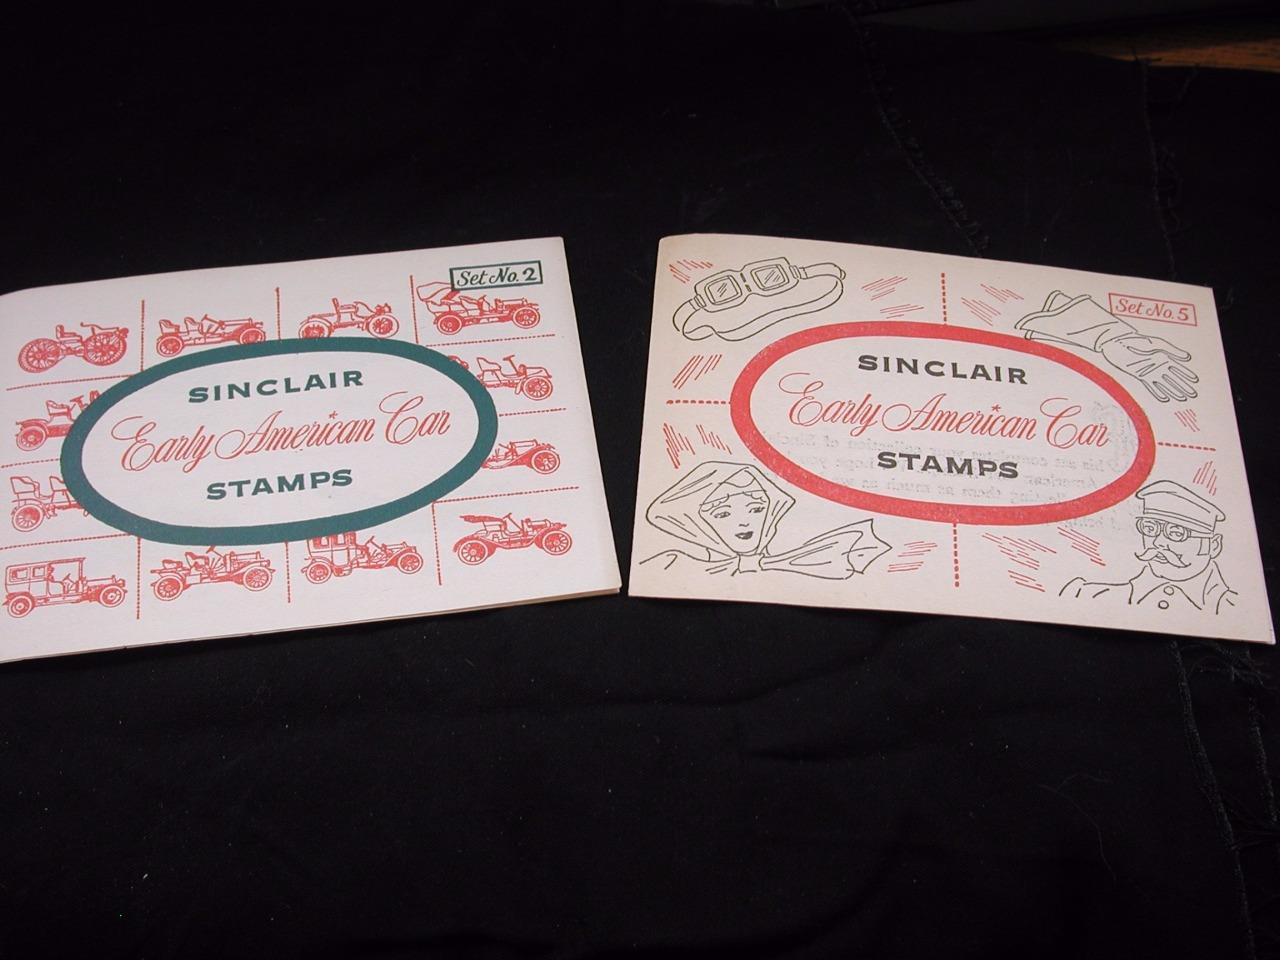 Set No. 2
SINCLAIR
Early American Car
STAMPS
Set No. 5
SINCLAIR
Early American Car
STAMPS